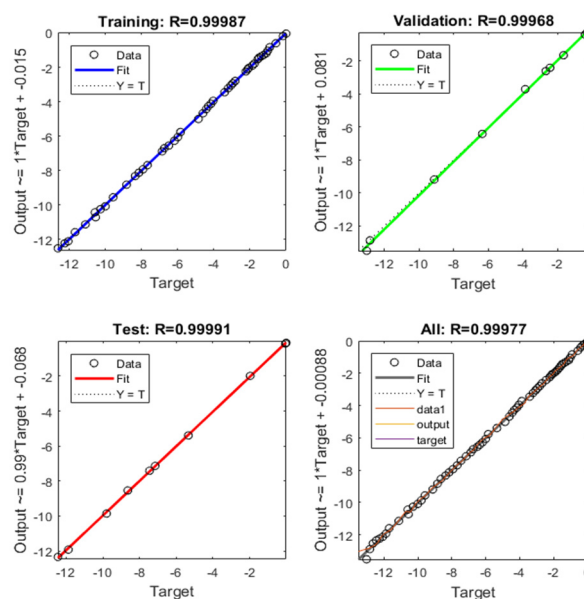 Training: R=0.99987
Output ~= 1*Target + -0.015
0
-2
-4
-6
-8
-10
-12
Data
Fit
Y = T
-12 -10 -8 -6 -4 -2 0
Target
Validation: R=0.99968
Output ~= 1*Target + 0.081
-2
-4
-6
-8
-10
-12
Data
Fit
Y = T
-12 -10 -8 -6 -4 -2
Target
Test: R=0.99991
Output ~= 0.99*Target + -0.068
-2
-4
-6
-8
-10
-12
Data
Fit
Y = T
-12 -10 -8 -6 -4 -2
Target
All: R=0.99977
Output ~= 1*Target + -0.00088
0
-2
-4
-6
-8
-10
-12
Data
Fit
Y = T
data1
output
target
-12 -10 -8 -6 -4 -2 0
Target